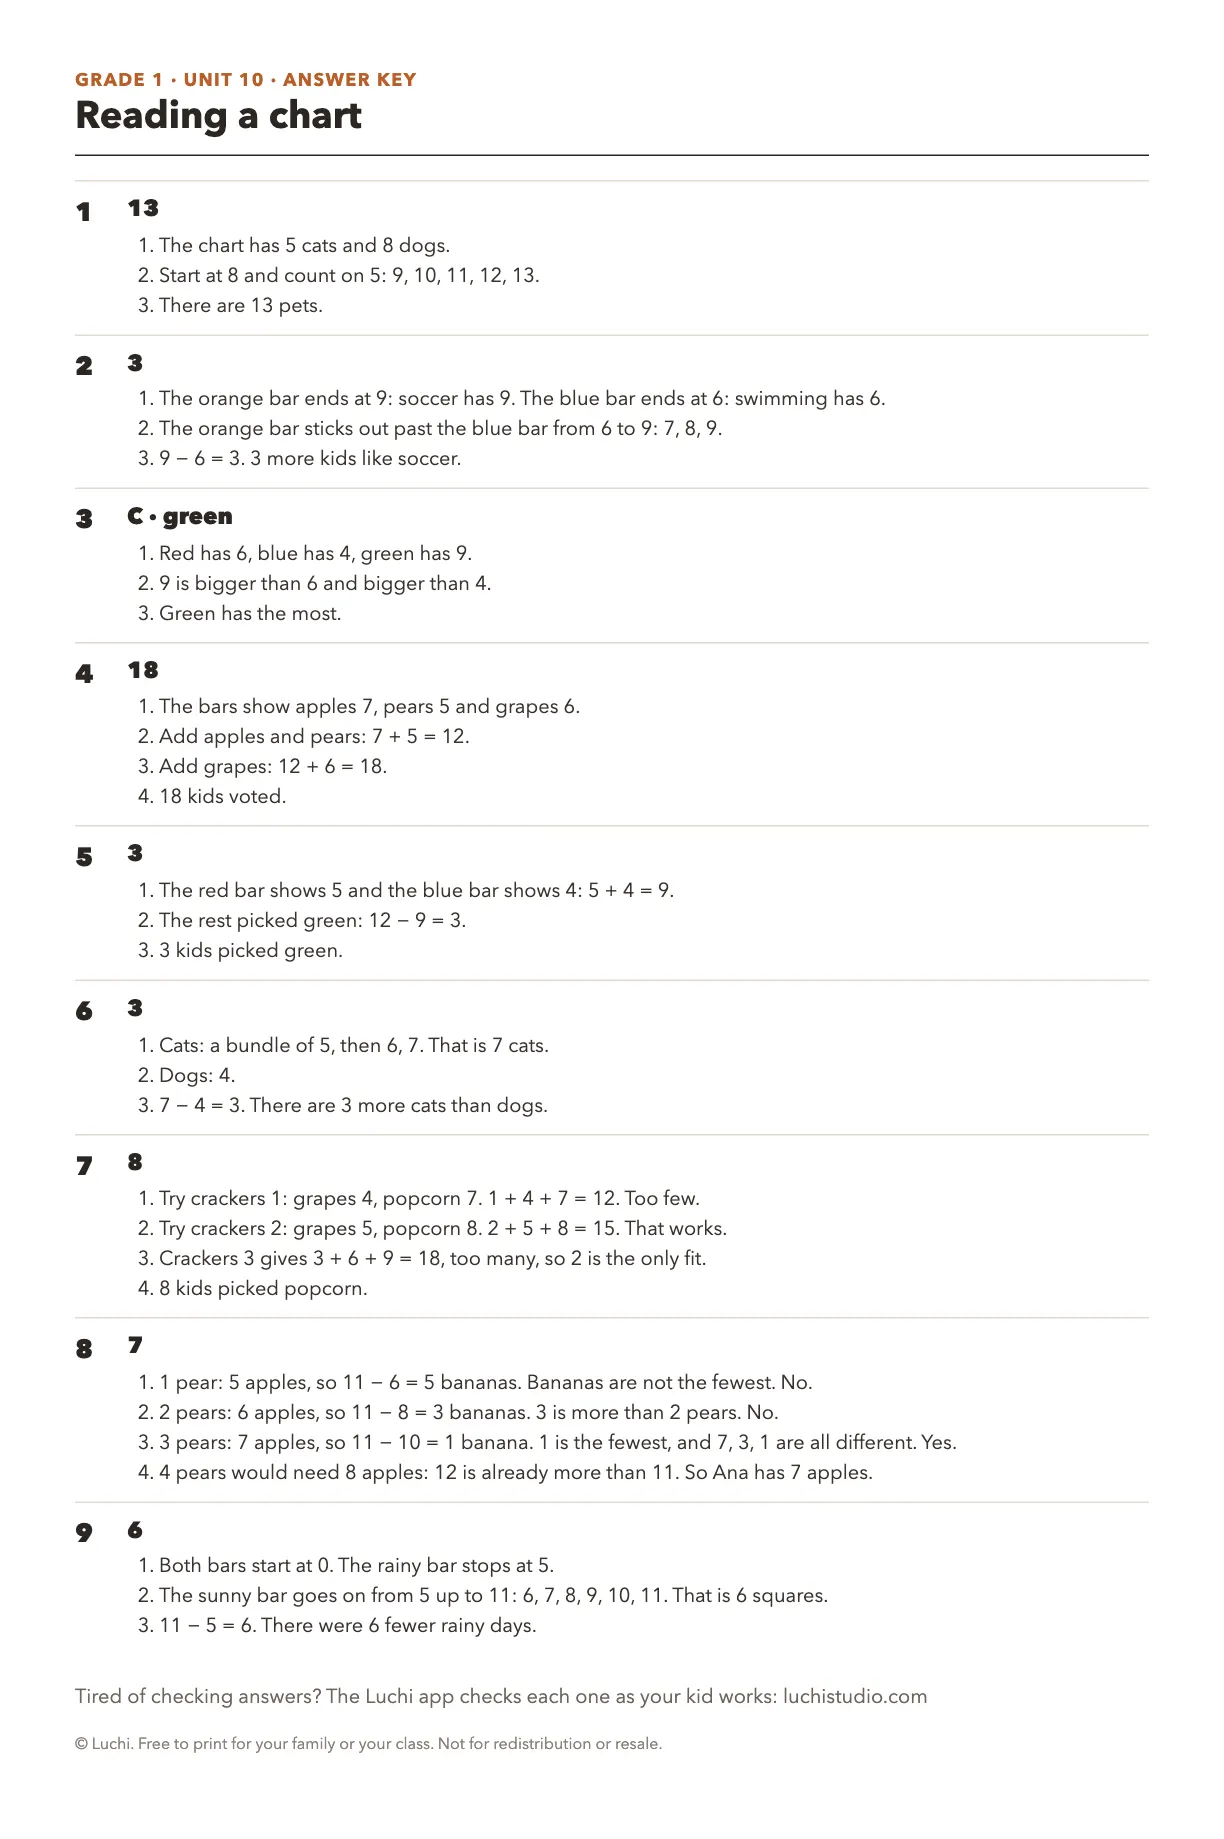 GRADE 1 · UNIT 10 · ANSWER KEY
Reading a chart
1 13
1. The chart has 5 cats and 8 dogs.
2. Start at 8 and count on 5: 9, 10, 11, 12, 13.
3. There are 13 pets.
2 3
1. The orange bar ends at 9: soccer has 9. The blue bar ends at 6: swimming has 6.
2. The orange bar sticks out past the blue bar from 6 to 9: 7, 8, 9.
3. 9 − 6 = 3. 3 more kids like soccer.
3 C · green
1. Red has 6, blue has 4, green has 9.
2. 9 is bigger than 6 and bigger than 4.
3. Green has the most.
4 18
1. The bars show apples 7, pears 5 and grapes 6.
2. Add apples and pears: 7 + 5 = 12.
3. Add grapes: 12 + 6 = 18.
4. 18 kids voted.
5 3
1. The red bar shows 5 and the blue bar shows 4: 5 + 4 = 9.
2. The rest picked green: 12 − 9 = 3.
3. 3 kids picked green.
6 3
1. Cats: a bundle of 5, then 6, 7. That is 7 cats.
2. Dogs: 4.
3. 7 − 4 = 3. There are 3 more cats than dogs.
7 8
1. Try crackers 1: grapes 4, popcorn 7. 1 + 4 + 7 = 12. Too few.
2. Try crackers 2: grapes 5, popcorn 8. 2 + 5 + 8 = 15. That works.
3. Crackers 3 gives 3 + 6 + 9 = 18, too many, so 2 is the only fit.
4. 8 kids picked popcorn.
8 7
1. 1 pear: 5 apples, so 11 − 6 = 5 bananas. Bananas are not the fewest. No.
2. 2 pears: 6 apples, so 11 − 8 = 3 bananas. 3 is more than 2 pears. No.
3. 3 pears: 7 apples, so 11 − 10 = 1 banana. 1 is the fewest, and 7, 3, 1 are all different. Yes.
4. 4 pears would need 8 apples: 12 is already more than 11. So Ana has 7 apples.
9 6
1. Both bars start at 0. The rainy bar stops at 5.
2. The sunny bar goes on from 5 up to 11: 6, 7, 8, 9, 10, 11. That is 6 squares.
3. 11 − 5 = 6. There were 6 fewer rainy days.
Tired of checking answers? The Luchi app checks each one as your kid works: luchistudio.com
© Luchi. Free to print for your family or your class. Not for redistribution or resale.